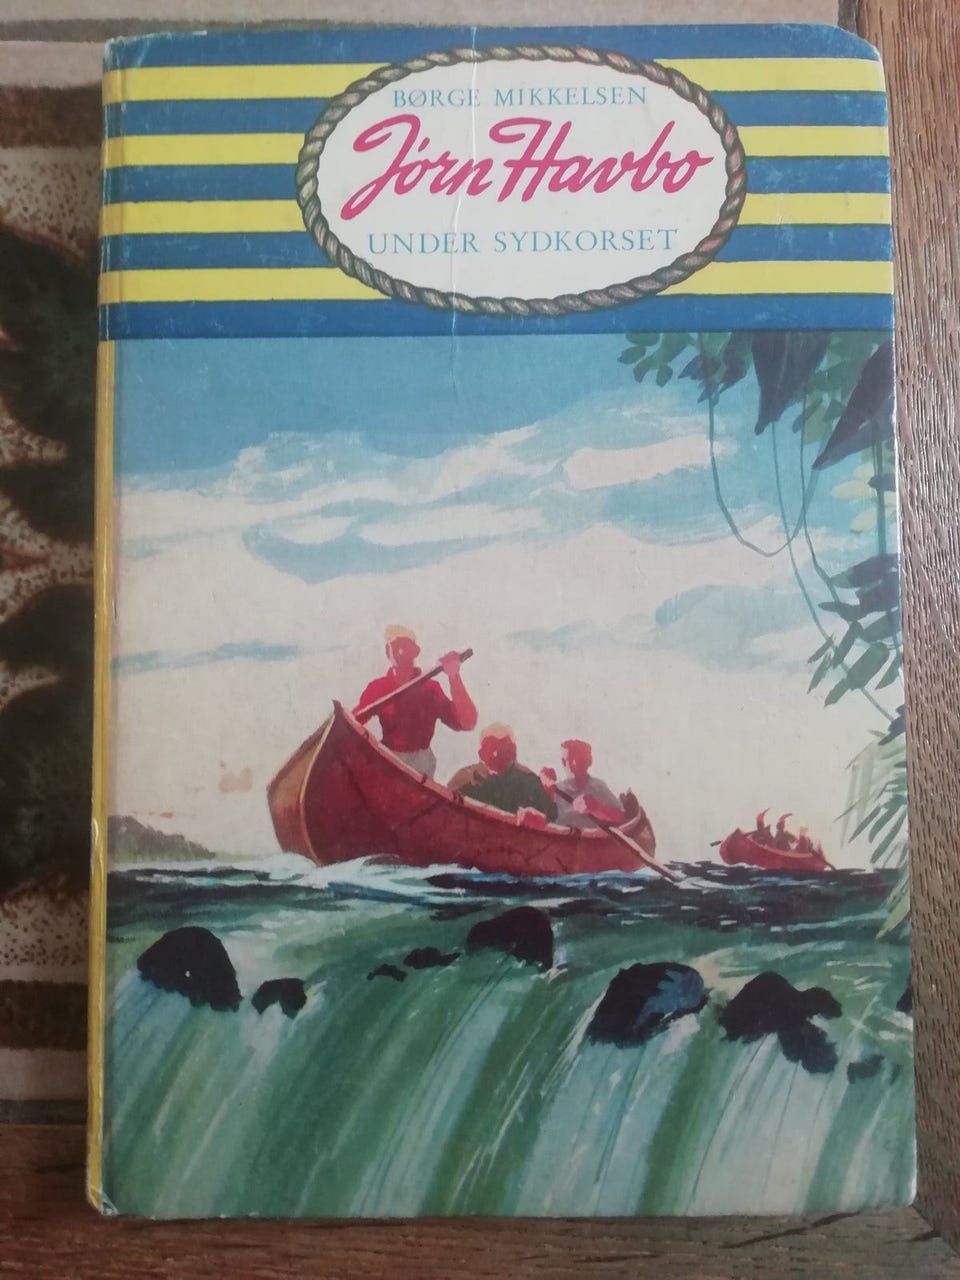 BØRGE MIKKELSEN
Jørn Havbo
UNDER SYDKORSET